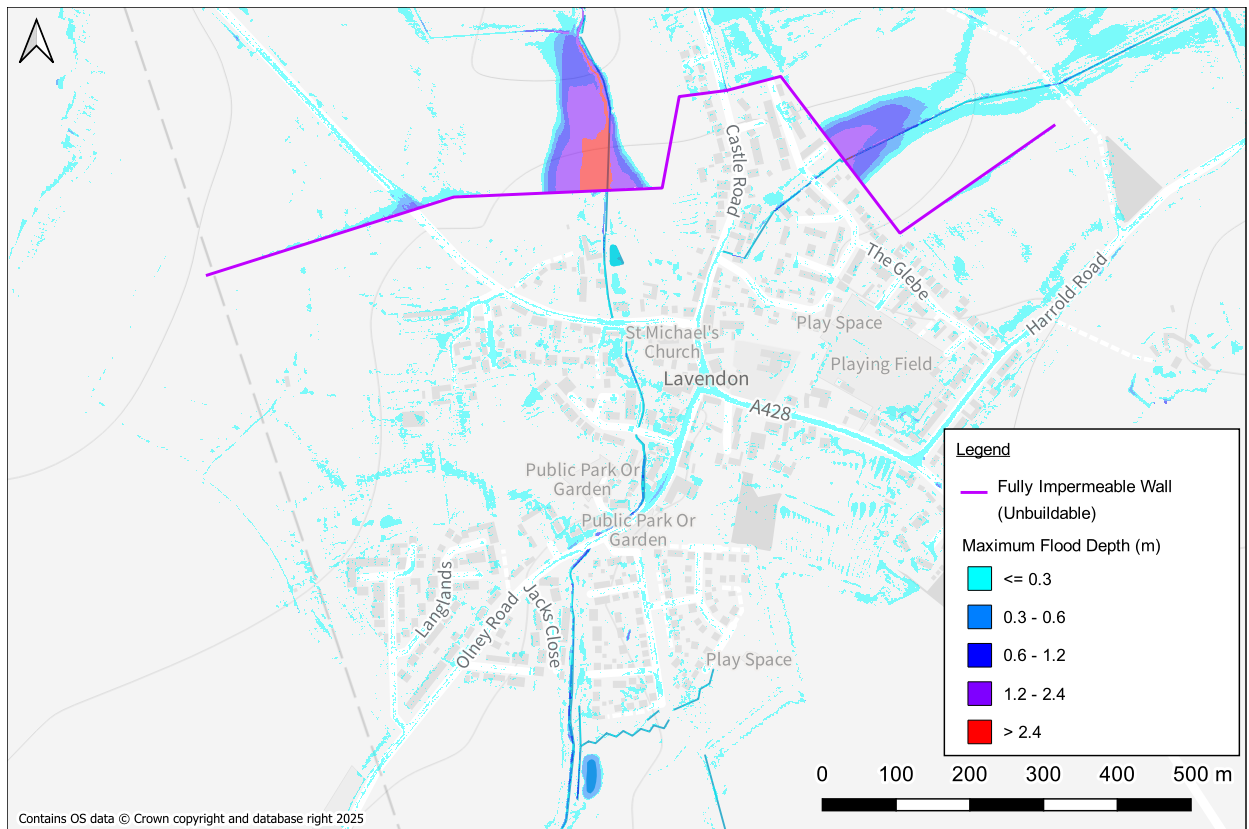 Castle Road
The Glebe
Harrold Road
Play Space
St Michael's
Church
Playing Field
Lavendon
A428
Public Park Or
Garden
Public Park Or
Garden
Langlands
Olney Road
Jacks Close
Play Space
Legend
Fully Impermeable Wall
(Unbuildable)
Maximum Flood Depth (m)
<= 0.3
0.3 - 0.6
0.6 - 1.2
1.2 - 2.4
> 2.4
0 100 200 300 400 500 m
Contains OS data © Crown copyright and database right 2025